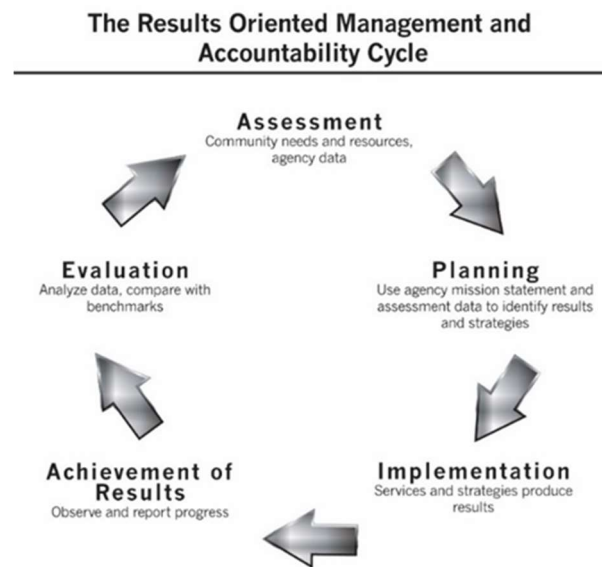 The Results Oriented Management and
Accountability Cycle
Assessment
Community needs and resources,
agency data
Planning
Use agency mission statement and
assessment data to identify results
and strategies
Implementation
Services and strategies produce
results
Achievement of
Results
Observe and report progress
Evaluation
Analyze data, compare with
benchmarks